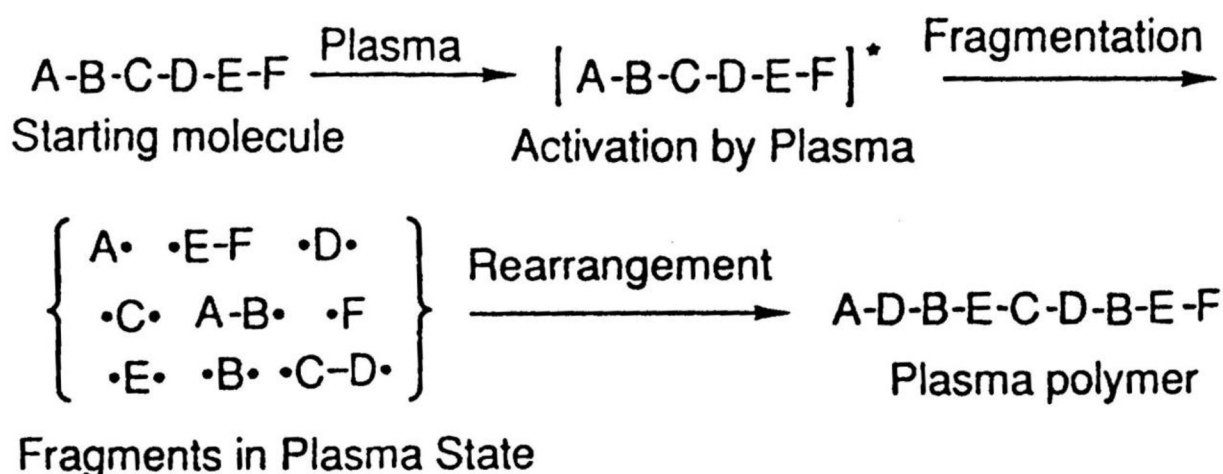 A-B-C-D-E-F Plasma [A-B-C-D-E-F]* Fragmentation
Starting molecule Activation by Plasma
A• •E-F •D•
•C• A-B• •F Rearrangement A-D-B-E-C-D-B-E-F
•E• •B• •C–D• Plasma polymer
Fragments in Plasma State